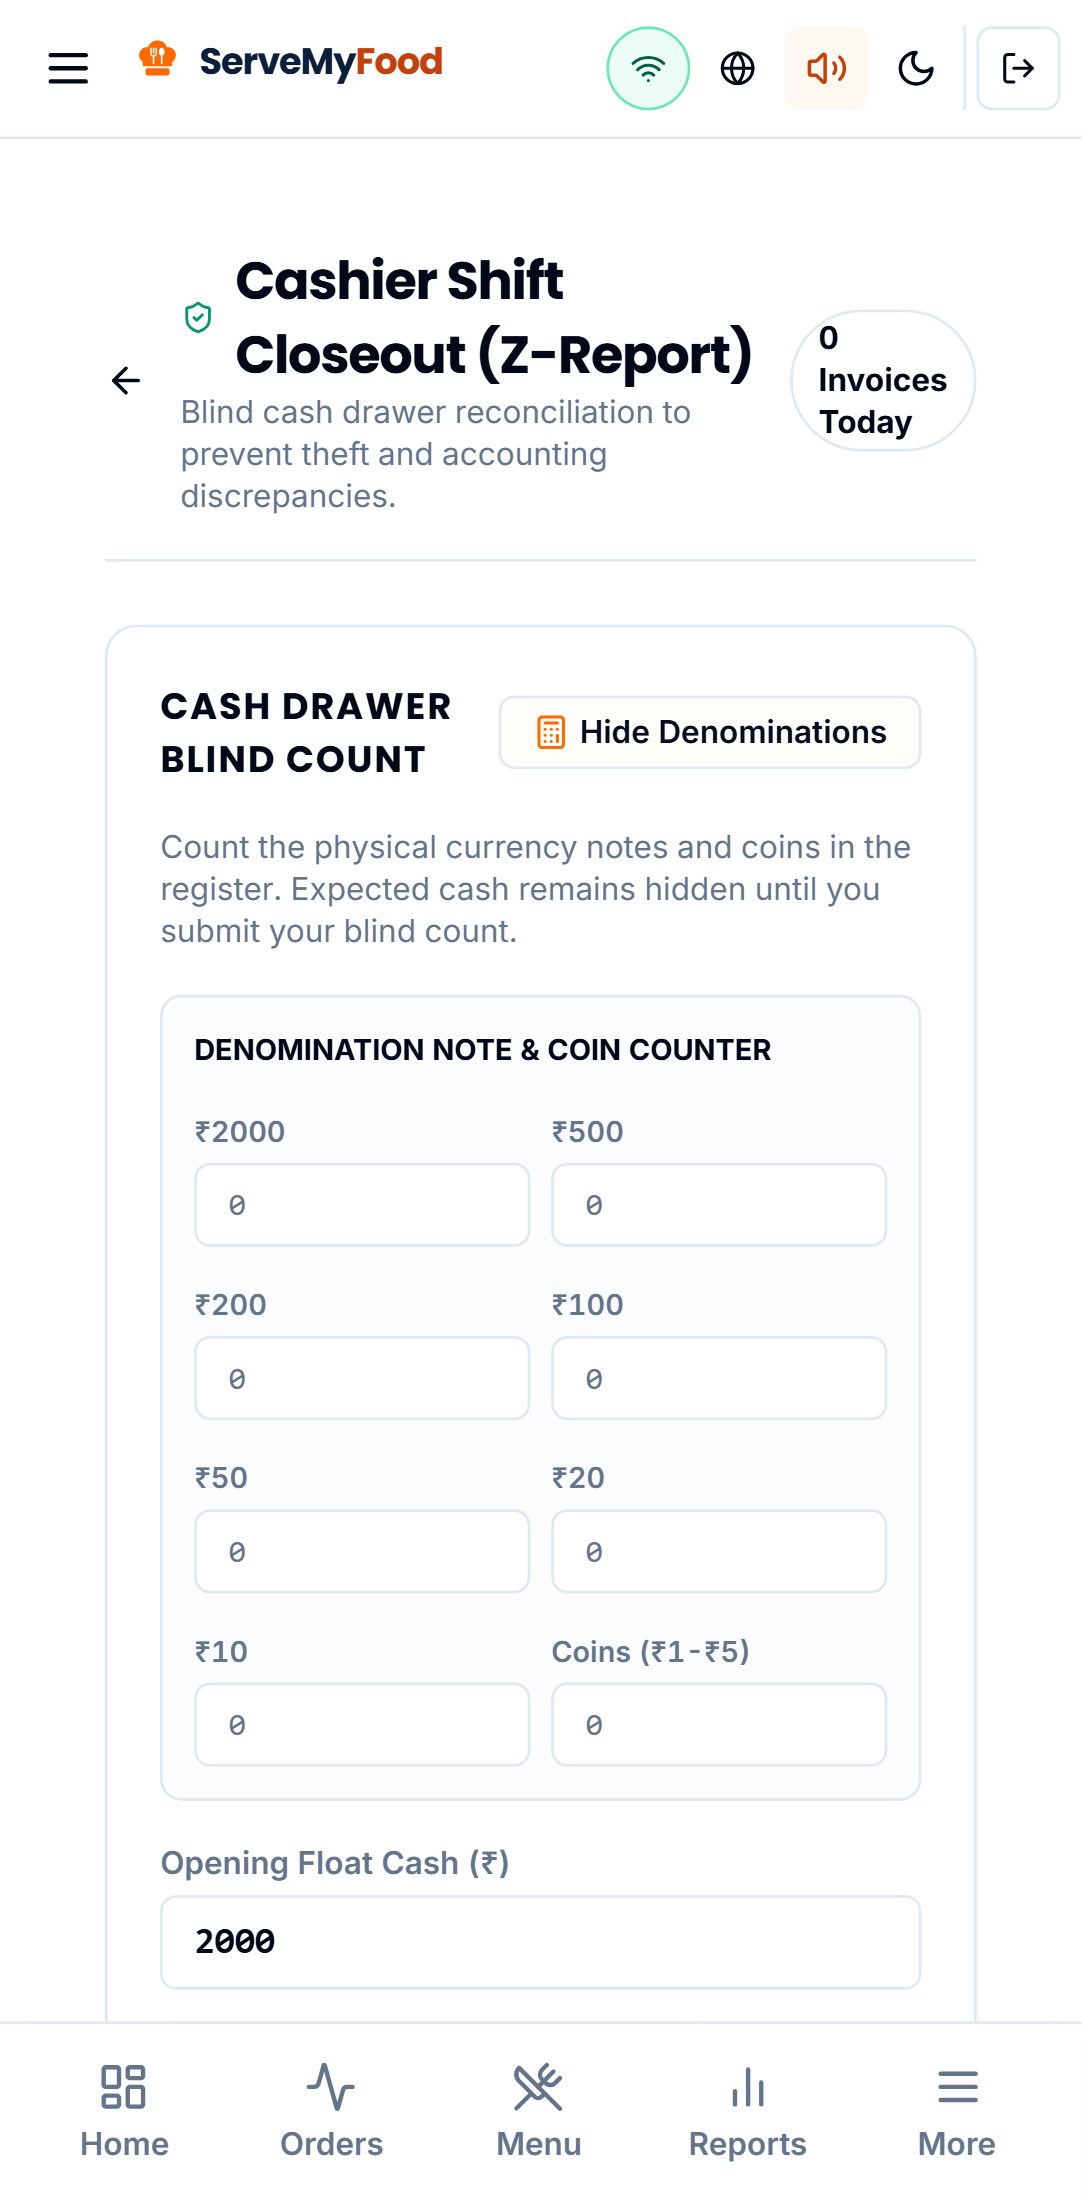 ServeMyFood
Cashier Shift
Closeout (Z-Report)
Blind cash drawer reconciliation to
prevent theft and accounting
discrepancies.
0
Invoices
Today
CASH DRAWER
BLIND COUNT
Hide Denominations
Count the physical currency notes and coins in the
register. Expected cash remains hidden until you
submit your blind count.
DENOMINATION NOTE & COIN COUNTER
₹2000 ₹500
0 0
₹200 ₹100
0 0
₹50 ₹20
0 0
₹10 Coins (₹1-₹5)
0 0
Opening Float Cash (₹)
2000
Home Orders Menu Reports More